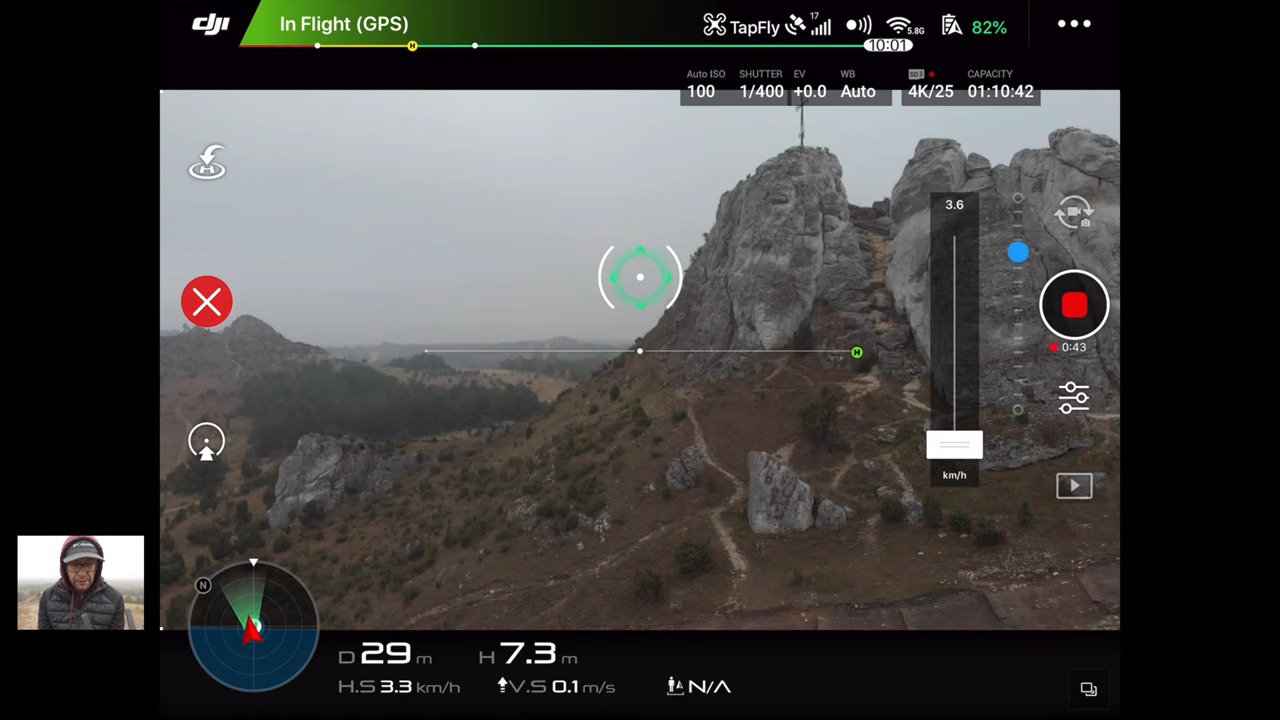 dji
In Flight (GPS)
TapFly
17
5.8G
82%
H
10:01
Auto ISO SHUTTER EV WB
100 1/400 +0.0 Auto
SD CAPACITY
4K/25 01:10:42
H
3.6
0:43
H
km/h
N
Columbia
D 29 m H 7.3 m
H.S 3.3 km/h V.S 0.1 m/s N/A